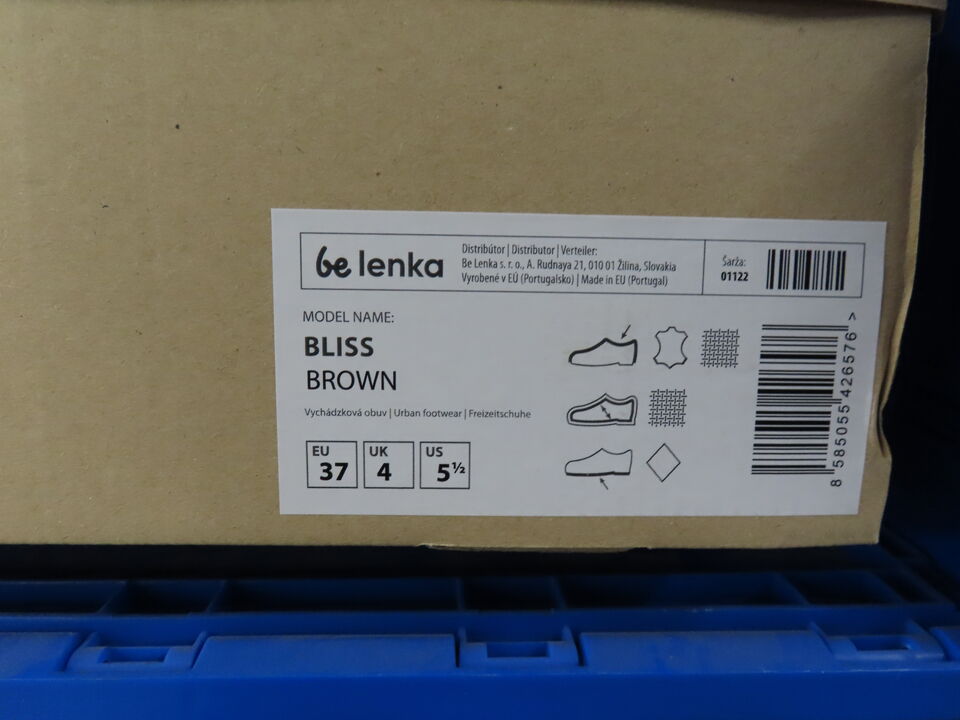 be lenka
Distribútor | Distributor | Verteiler:
Be Lenka s. r. o., A. Rudnaya 21, 010 01 Žilina, Slovakia
Vyrobené v EÚ (Portugalsko) | Made in EU (Portugal)
Šarža:
01122
MODEL NAME:
BLISS
BROWN
Vychádzková obuv | Urban footwear | Freizeitschuhe
EU
37
UK
4
US
5½
8 585055 426576 >